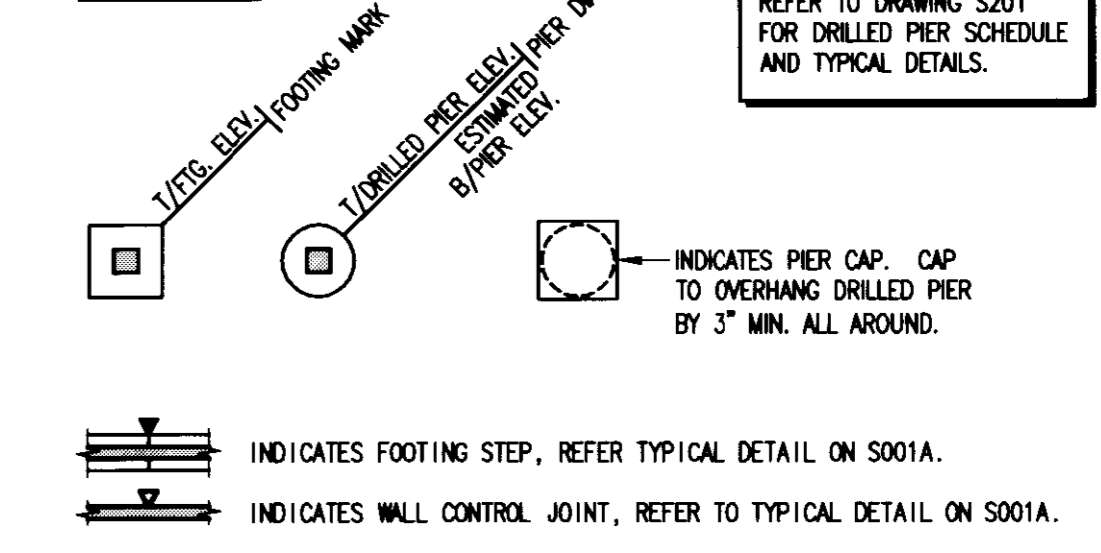 REFER TO DRAWING S201
FOR DRILLED PIER SCHEDULE
AND TYPICAL DETAILS.
T/FTG. ELEV.
FOOTING MARK
T/DRILLED PIER ELEV.
PIER
ESTIMATED
B/PIER ELEV.
INDICATES PIER CAP. CAP
TO OVERHANG DRILLED PIER
BY 3" MIN. ALL AROUND.
INDICATES FOOTING STEP, REFER TYPICAL DETAIL ON S001A.
INDICATES WALL CONTROL JOINT, REFER TO TYPICAL DETAIL ON S001A.